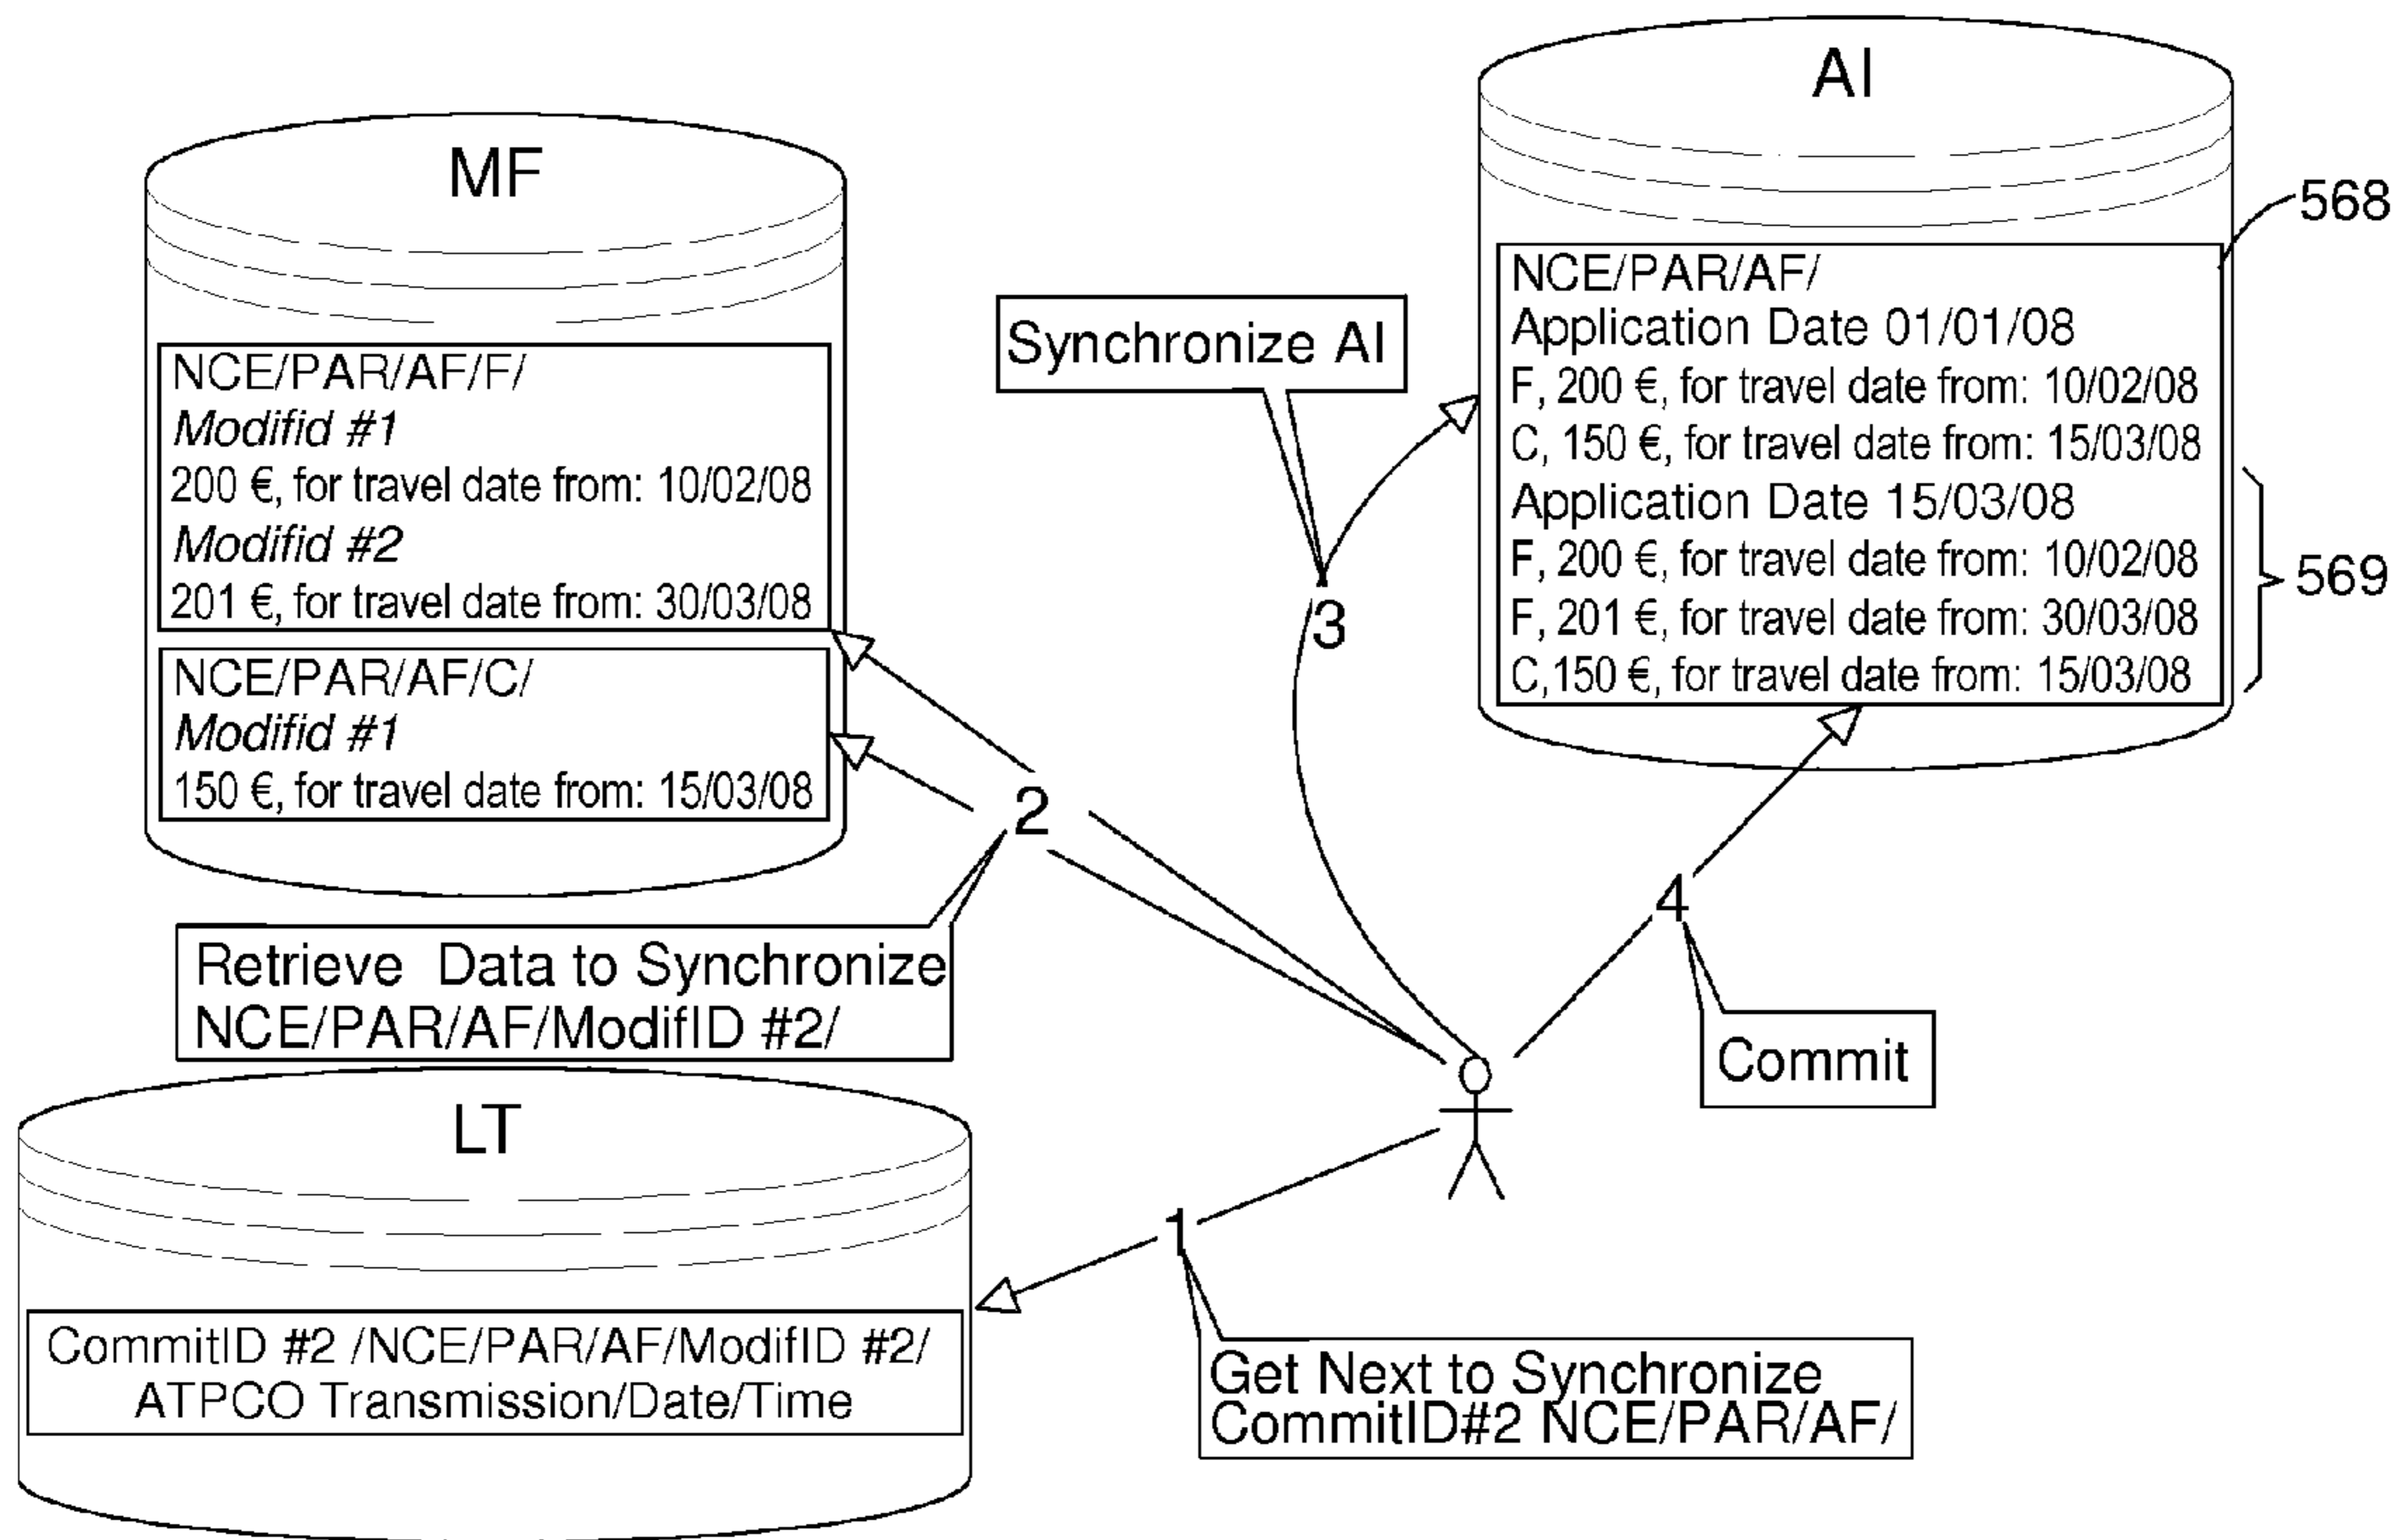 MF
NCE/PAR/AF/F/
Modifid #1
200 €, for travel date from: 10/02/08
Modifid #2
201 €, for travel date from: 30/03/08
NCE/PAR/AF/C/
Modifid #1
150 €, for travel date from: 15/03/08
AI
568
NCE/PAR/AF/
Application Date 01/01/08
F, 200 €, for travel date from: 10/02/08
C, 150 €, for travel date from: 15/03/08
Application Date 15/03/08
F, 200 €, for travel date from: 10/02/08
F, 201 €, for travel date from: 30/03/08
C,150 €, for travel date from: 15/03/08
569
Synchronize AI
3
2
Retrieve Data to Synchronize
NCE/PAR/AF/ModifID #2/
4
Commit
LT
CommitID #2 /NCE/PAR/AF/ModifID #2/
ATPCO Transmission/Date/Time
1
Get Next to Synchronize
CommitID#2 NCE/PAR/AF/